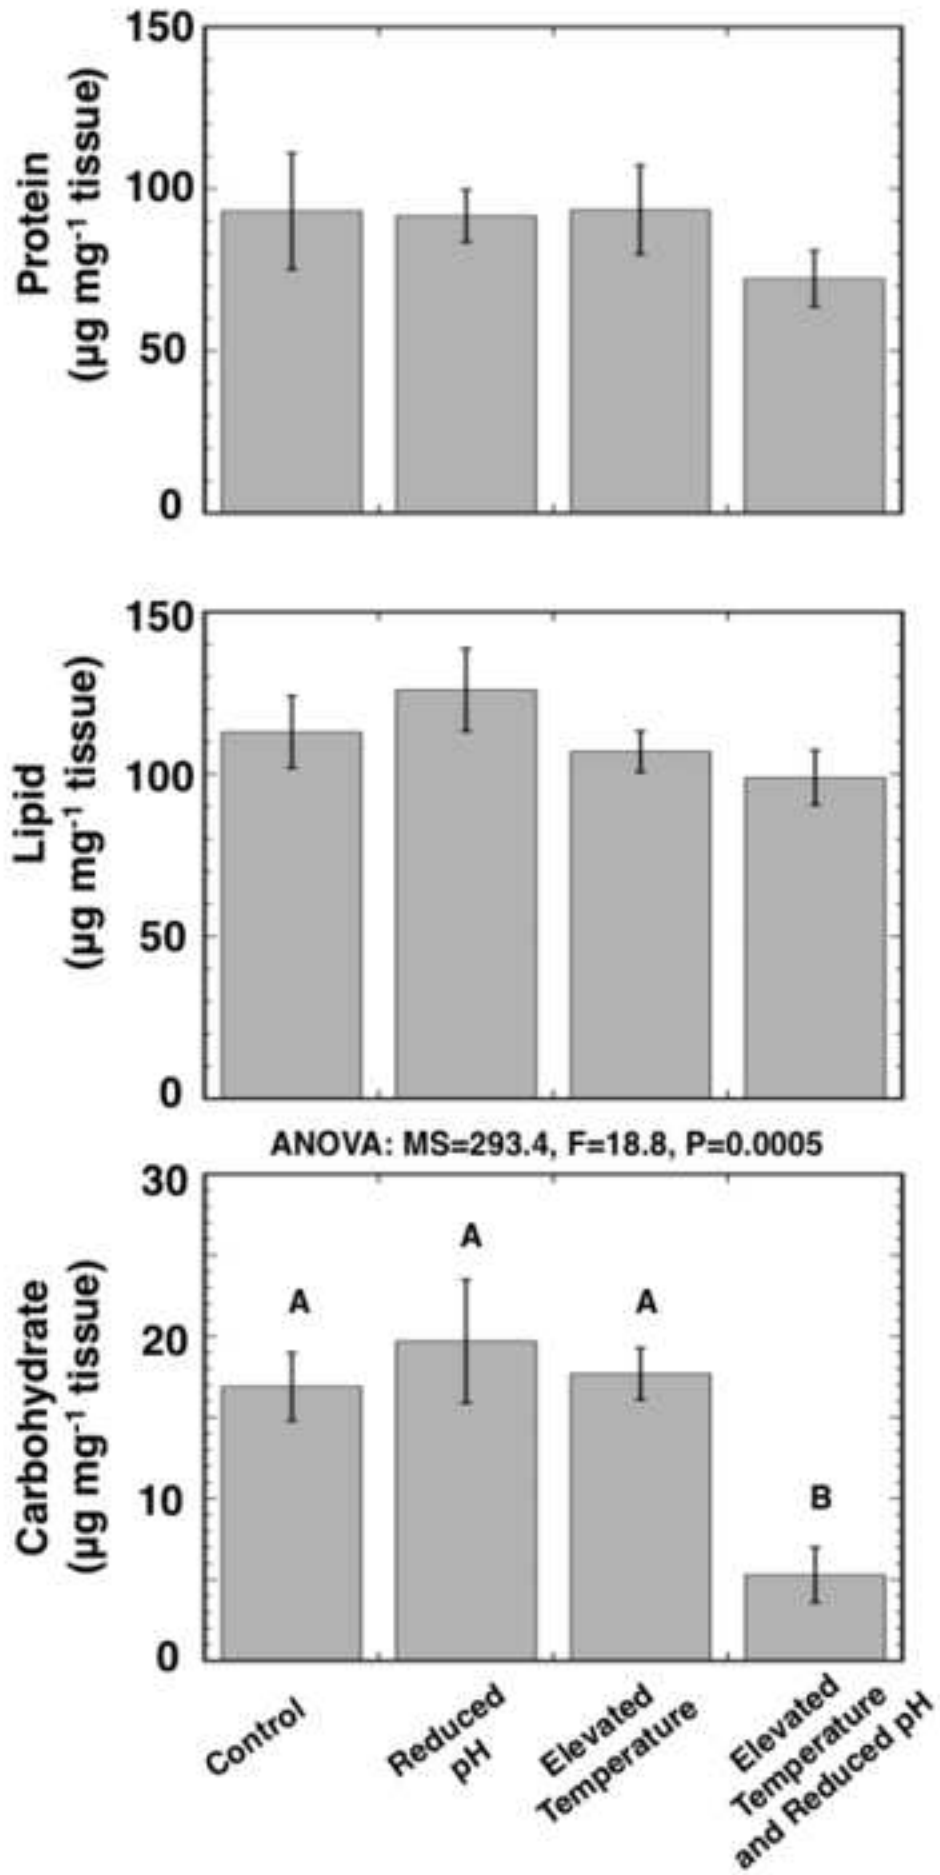 Protein
(µg mg⁻¹ tissue)
150
100
50
0
Lipid
(µg mg⁻¹ tissue)
150
100
50
0
ANOVA: MS=293.4, F=18.8, P=0.0005
Carbohydrate
(µg mg⁻¹ tissue)
30
20
10
0
A
A
A
B
Control
Reduced
pH
Elevated
Temperature
Elevated
Temperature
and Reduced pH